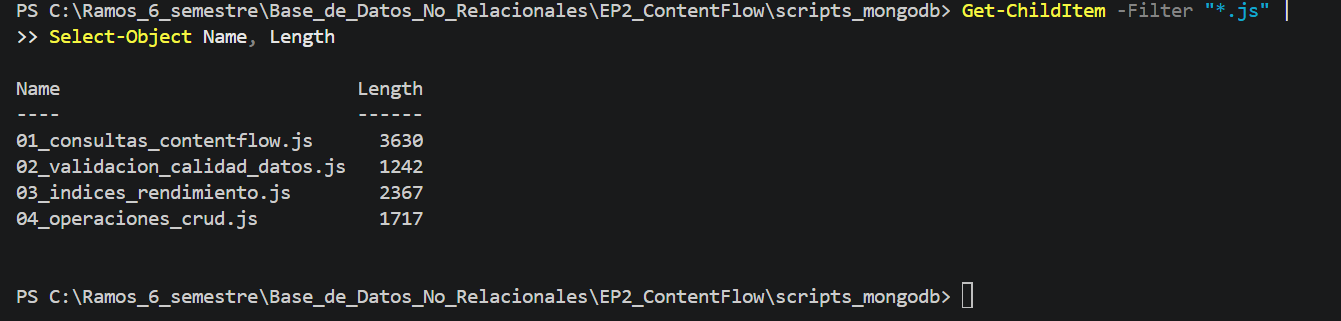 PS C:\Ramos_6_semestre\Base_de_Datos_No_Relacionales\EP2_ContentFlow\scripts_mongodb> Get-ChildItem -Filter "*.js" |
>> Select-Object Name, Length

Name                          Length
----                          ------
01_consultas_contentflow.js     3630
02_validacion_calidad_datos.js  1242
03_indices_rendimiento.js       2367
04_operaciones_crud.js          1717

PS C:\Ramos_6_semestre\Base_de_Datos_No_Relacionales\EP2_ContentFlow\scripts_mongodb>